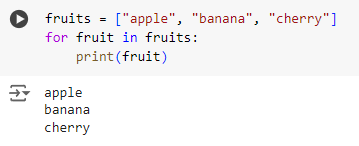 fruits = ["apple", "banana", "cherry"]
for fruit in fruits:
    print(fruit)
apple
banana
cherry